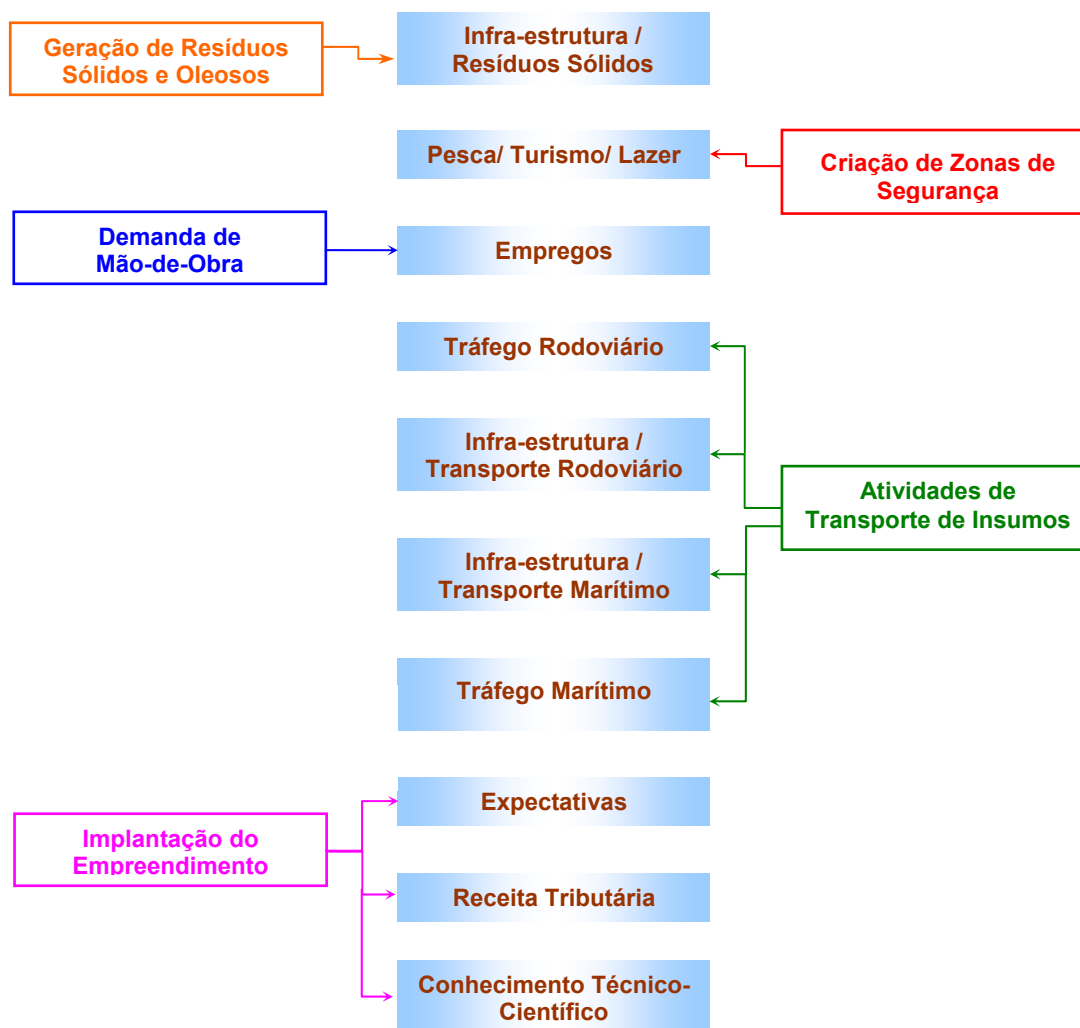 Geração de Resíduos
Sólidos e Oleosos
Infra-estrutura /
Resíduos Sólidos
Pesca/ Turismo/ Lazer
Criação de Zonas de
Segurança
Demanda de
Mão-de-Obra
Empregos
Tráfego Rodoviário
Infra-estrutura /
Transporte Rodoviário
Atividades de
Transporte de Insumos
Infra-estrutura /
Transporte Marítimo
Tráfego Marítimo
Expectativas
Implantação do
Empreendimento
Receita Tributária
Conhecimento Técnico-
Científico